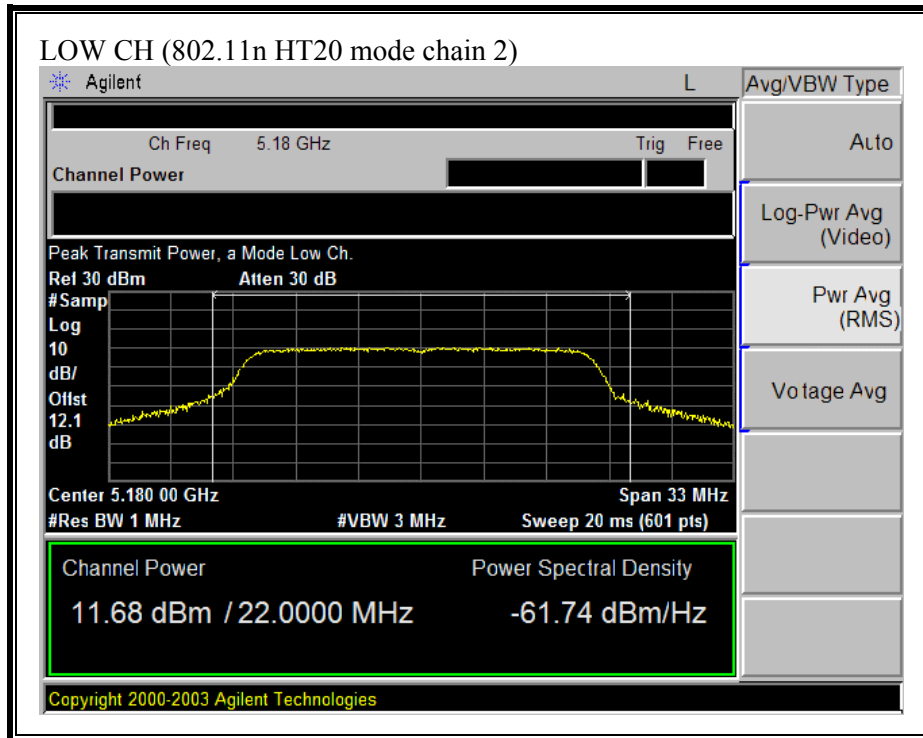 LOW CH (802.11n HT20 mode chain 2)
Agilent L Avg/VBW Type
Ch Freq 5.18 GHz Trig Free
Channel Power
Auto
Log-Pwr Avg
(Video)
Pwr Avg
(RMS)
Voltage Avg
Peak Transmit Power, a Mode Low Ch.
Ref 30 dBm Atten 30 dB
#Samp
Log
10
dB/
Offst
12.1
dB
Center 5.180 00 GHz Span 33 MHz
#Res BW 1 MHz #VBW 3 MHz Sweep 20 ms (601 pts)
Channel Power Power Spectral Density
11.68 dBm / 22.0000 MHz -61.74 dBm/Hz
Copyright 2000-2003 Agilent Technologies